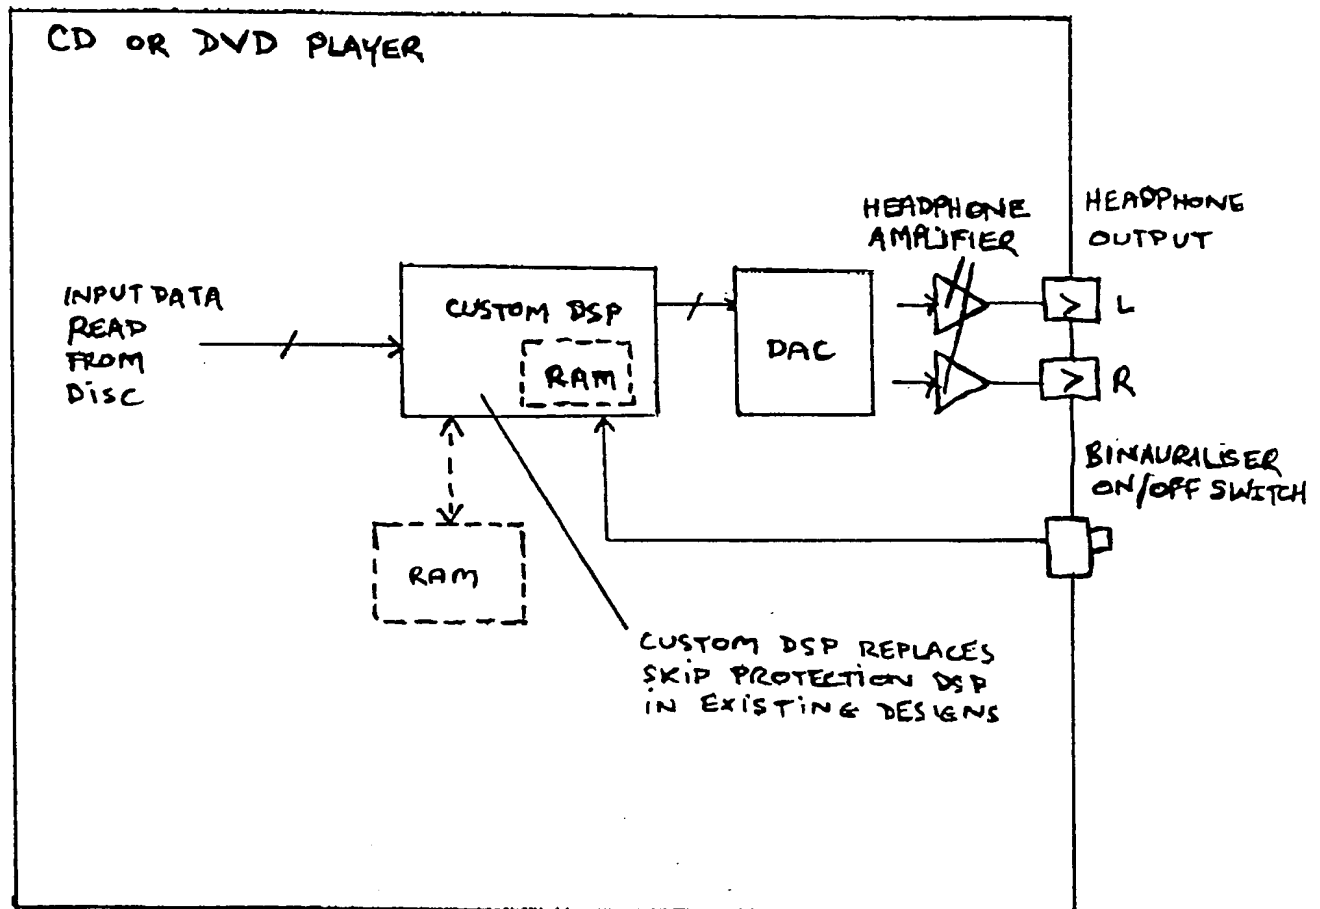 CD OR DVD PLAYER
HEADPHONE
AMPLIFIER
HEADPHONE
OUTPUT
INPUT DATA
READ
FROM
DISC
CUSTOM DSP
RAM
DAC
> L
> R
BINAURALISER
ON/OFF SWITCH
RAM
CUSTOM DSP REPLACES
SKIP PROTECTION DSP
IN EXISTING DESIGNS